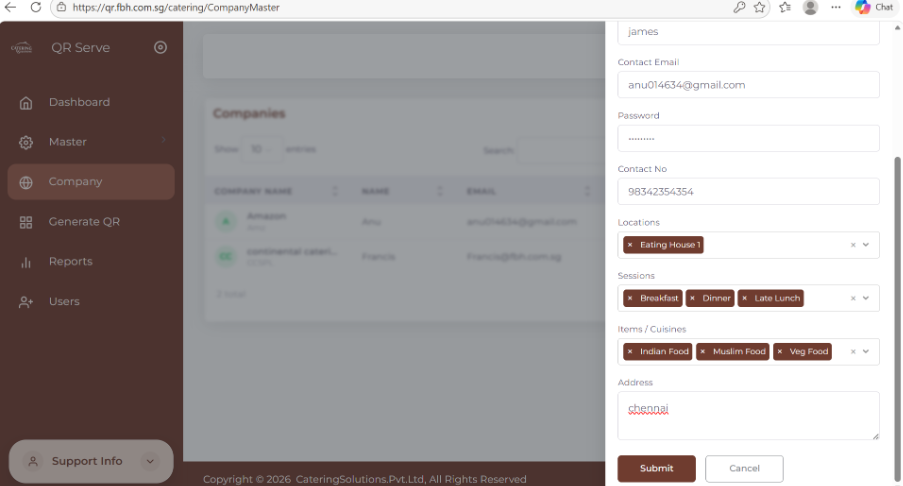 https://qr.fbh.com.sg/catering/CompanyMaster
Chat
QR Serve
Dashboard
Master
Company
Generate QR
Reports
Users
Support Info
Companies
Show 10 entries
Search
COMPANY NAME NAME EMAIL
A Amazon Anu anu014634@gmail.com
CC continental cateri... Francis Francis@fbh.com.sg
james
Contact Email
anu014634@gmail.com
Password
Contact No
98342354354
Locations
× Eating House 1
Sessions
× Breakfast × Dinner × Late Lunch
Items / Cuisines
× Indian Food × Muslim Food × Veg Food
Address
chennai
Submit Cancel
Copyright © 2026 CateringSolutions.Pvt.Ltd, All Rights Reserved